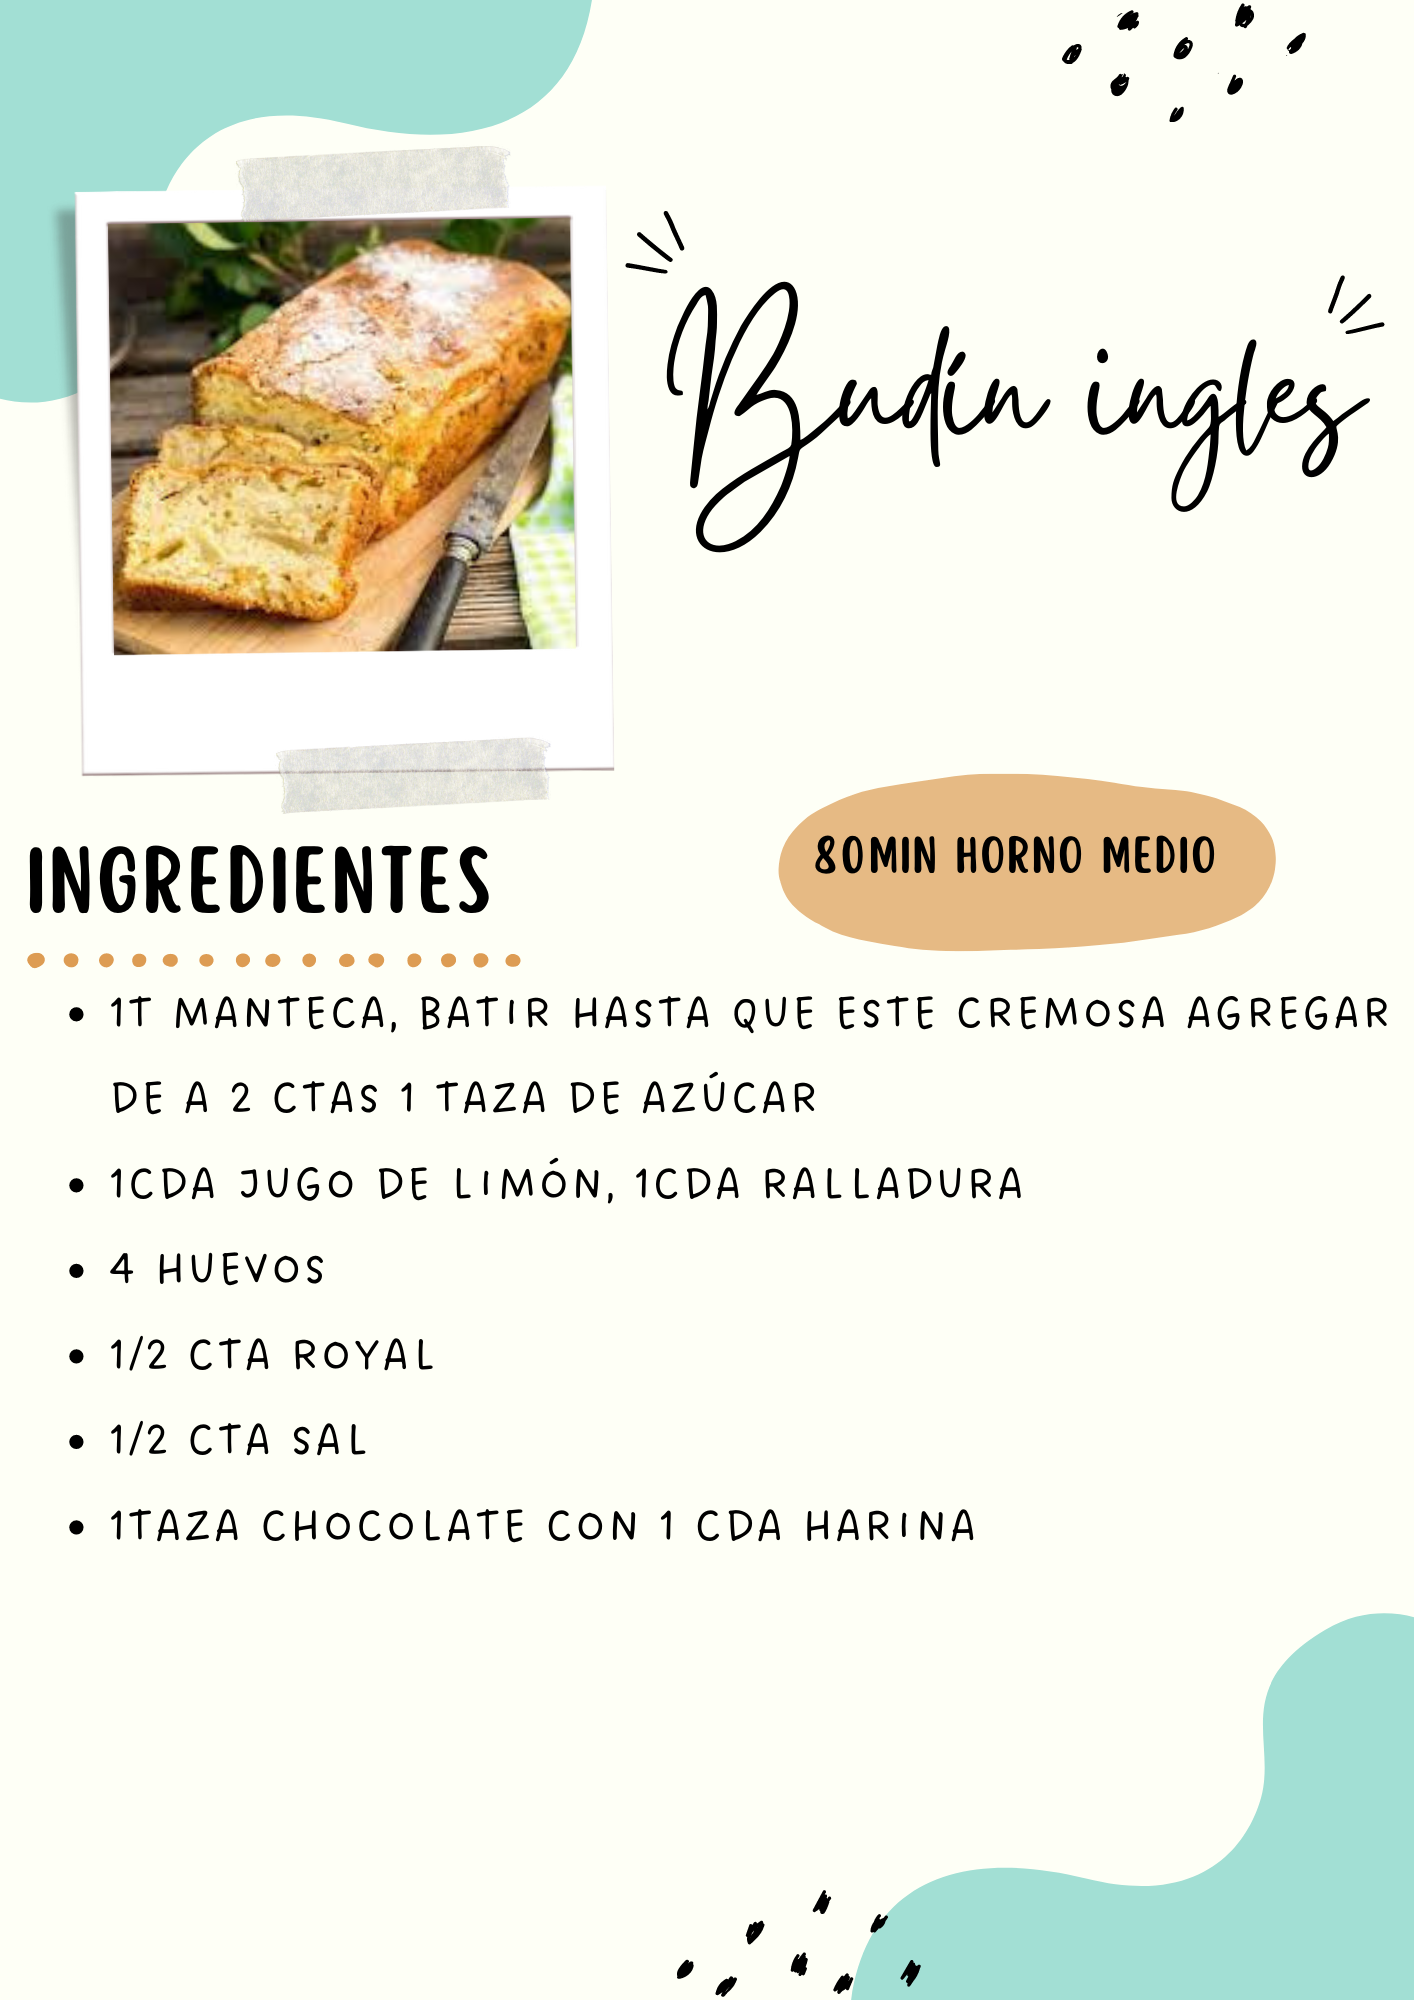 Budín ingles
INGREDIENTES
80MIN HORNO MEDIO
• 1T MANTECA, BATIR HASTA QUE ESTE CREMOSA AGREGAR
DE A 2 CTAS 1 TAZA DE AZÚCAR
• 1CDA JUGO DE LIMÓN, 1CDA RALLADURA
• 4 HUEVOS
• 1/2 CTA ROYAL
• 1/2 CTA SAL
• 1TAZA CHOCOLATE CON 1 CDA HARINA